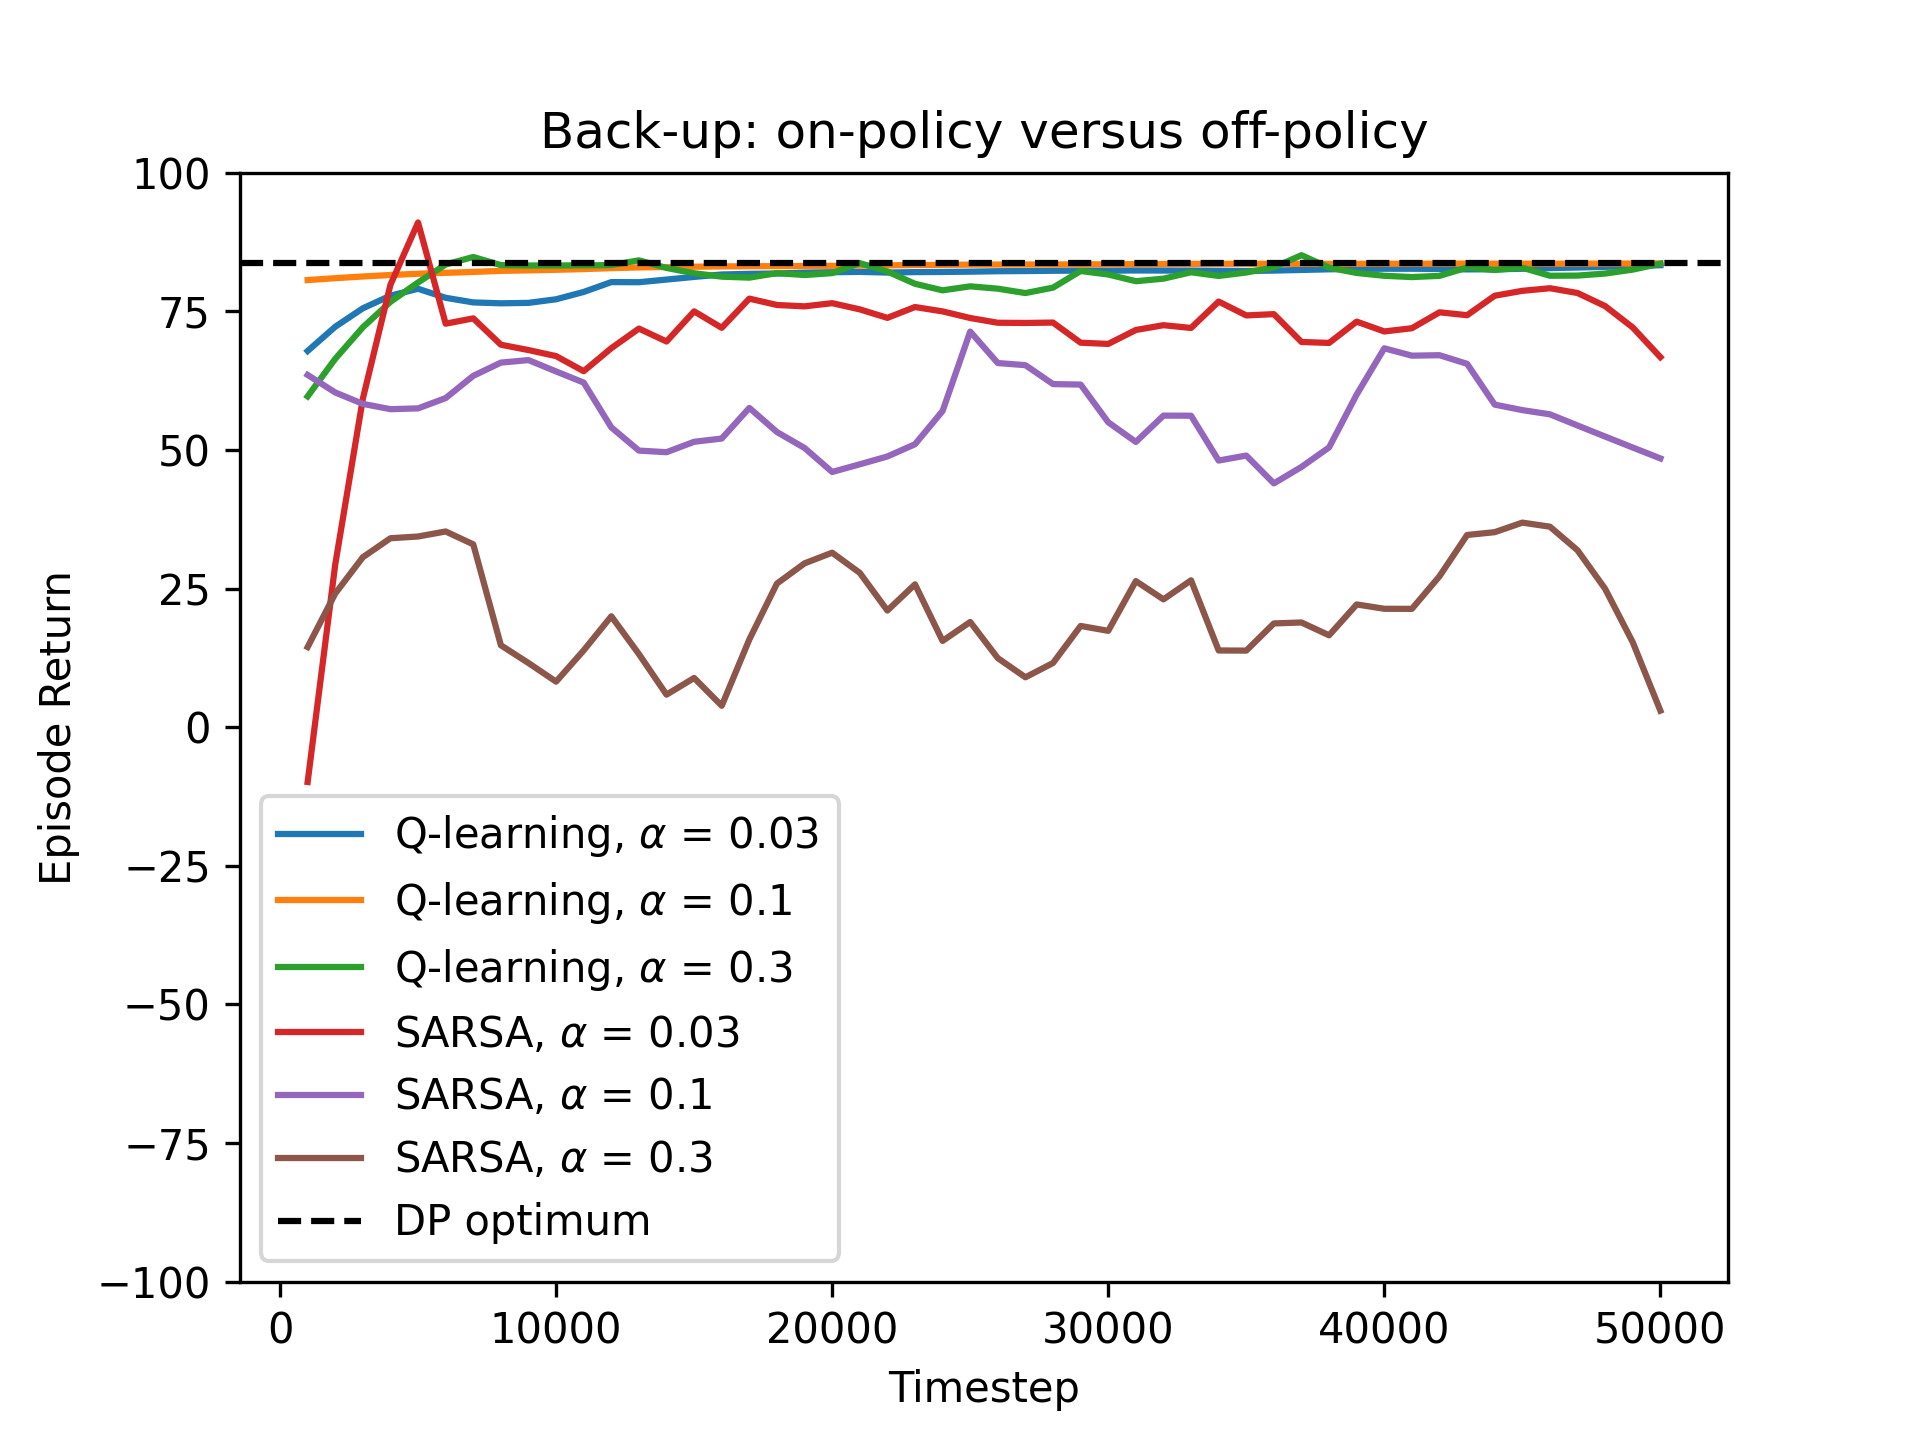 Back-up: on-policy versus off-policy
100
75
50
25
0
−25
−50
−75
−100
Episode Return
Q-learning, α = 0.03
Q-learning, α = 0.1
Q-learning, α = 0.3
SARSA, α = 0.03
SARSA, α = 0.1
SARSA, α = 0.3
DP optimum
0 10000 20000 30000 40000 50000
Timestep